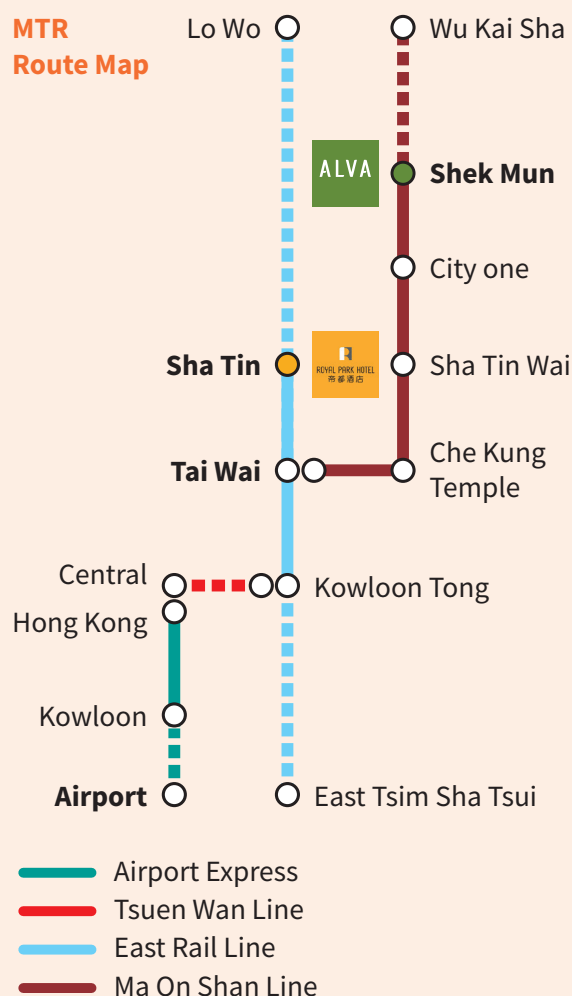 MTR
Route Map
Lo Wo
Wu Kai Sha
ALVA
Shek Mun
City one
Sha Tin
ROYAL PARK HOTEL
帝都酒店
Sha Tin Wai
Tai Wai
Che Kung
Temple
Central
Kowloon Tong
Hong Kong
Kowloon
Airport
East Tsim Sha Tsui
Airport Express
Tsuen Wan Line
East Rail Line
Ma On Shan Line